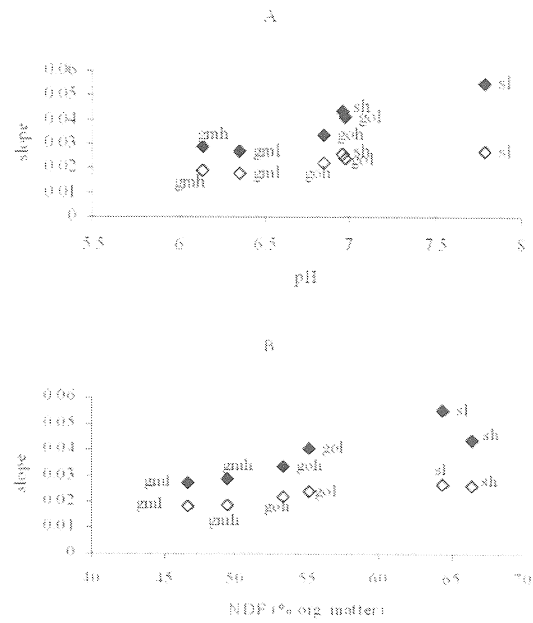 A
0.06
0.05
0.04
0.03
0.02
0.01
0
slope
gmh
gml
goh
sh
gol
sl
gmh
gml
goh
sh
gol
sl
5.5 6 6.5 7 7.5 8
pH
B
0.06
0.05
0.04
0.03
0.02
0.01
0
slope
gml
gmh
goh
gol
sl
sh
gml
gmh
goh
gol
sl
sh
40 45 50 55 60 65 70
NDF (% org matter)